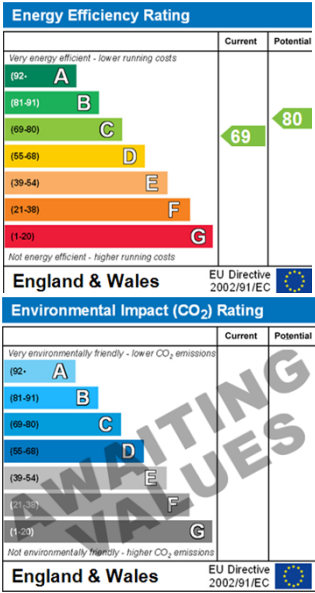 Energy Efficiency Rating
Current Potential
Very energy efficient - lower running costs
(92- A
(81-91) B
(69-80) C
(55-68) D
(39-54) E
(21-38) F
(1-20) G
69
80
Not energy efficient - higher running costs
England & Wales
EU Directive
2002/91/EC
Environmental Impact (CO2) Rating
Current Potential
Very environmentally friendly - lower CO2 emissions
(92- A
(81-91) B
(69-80) C
(55-68) D
(39-54) E
(21-38) F
(1-20) G
AWAITING
VALUES
Not environmentally friendly - higher CO2 emissions
England & Wales
EU Directive
2002/91/EC